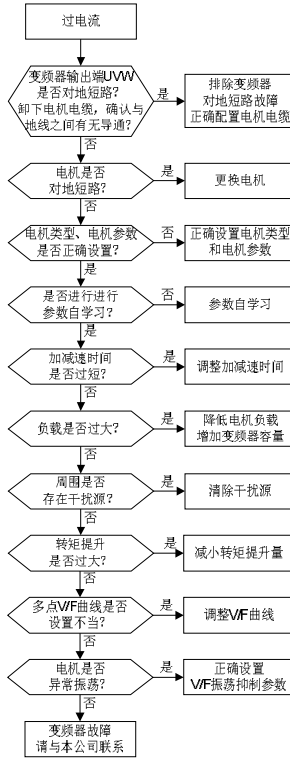 过电流
变频器输出端UVW
是否对地短路？
卸下电机电缆，确认与
地线之间有无导通？
是
排除变频器
对地短路故障
正确配置电机电缆
否
电机是否
对地短路？
是
更换电机
否
电机类型、电机参数
是否正确设置？
否
正确设置电机类型
和电机参数
是
是否进行进行
参数自学习？
否
参数自学习
是
加减速时间
是否过短？
是
调整加减速时间
否
负载是否过大？
是
降低电机负载
增加变频器容量
否
周围是否
存在干扰源？
是
清除干扰源
否
转矩提升
是否过大？
是
减小转矩提升量
否
多点V/F曲线是否
设置不当？
是
调整V/F曲线
否
电机是否
异常振荡？
是
正确设置
V/F振荡抑制参数
否
变频器故障
请与本公司联系